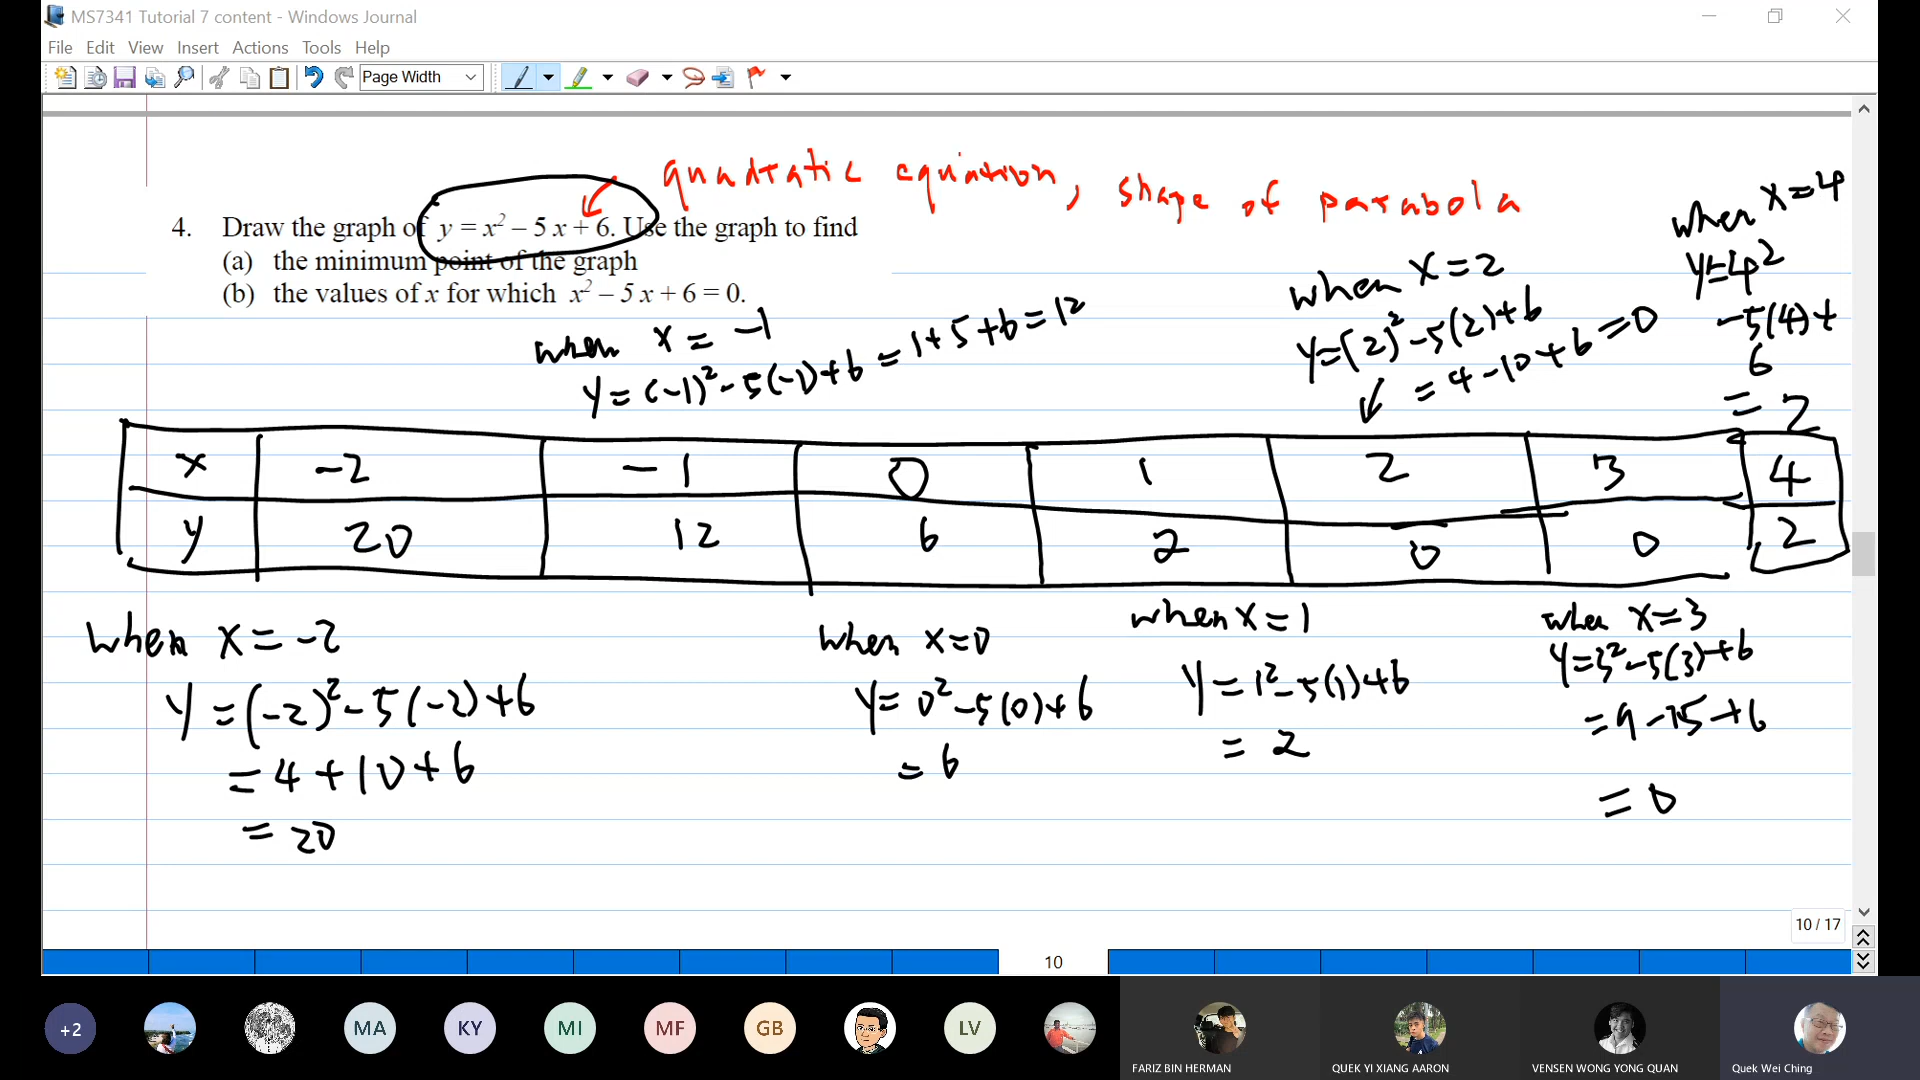 MS7341 Tutorial 7 content - Windows Journal
File Edit View Insert Actions Tools Help
Page Width
quadratic equation, shape of parabola
4. Draw the graph of y = x² – 5 x + 6. Use the graph to find
(a) the minimum point of the graph
(b) the values of x for which x² – 5 x + 6 = 0.
when x = -1
y = (-1)² - 5(-1) + 6 = 1 + 5 + 6 = 12
when x = 2
y = (2)² - 5(2) + 6
= 4 - 10 + 6 = 0
when x = 4
y = 4²
-5(4) +
6
= 2
x -2 -1 0 1 2 3 4
y 20 12 6 2 0 0 2
when x = -2
y = (-2)² - 5(-2) + 6
= 4 + 10 + 6
= 20
when x = 0
y = 0² - 5(0) + 6
= 6
when x = 1
y = 1² - 5(1) + 6
= 2
when x = 3
y = 3² - 5(3) + 6
= 9 - 15 + 6
= 0
10 / 17
10
+2 MA KY MI MF GB LV
FARIZ BIN HERMAN QUEK YI XIANG AARON VENSEN WONG YONG QUAN Quek Wei Ching